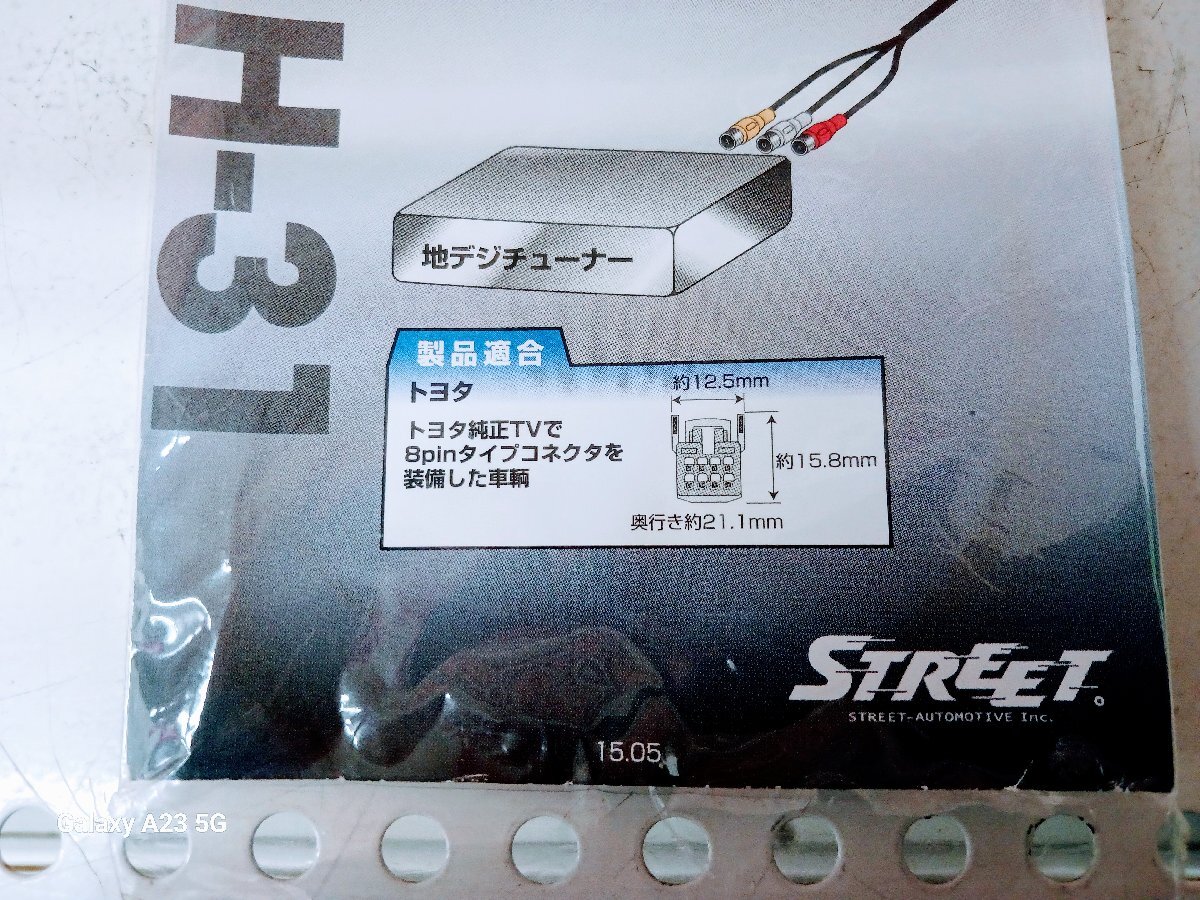 H-31
地デジチューナー
製品適合
トヨタ
トヨタ純正TVで
8pinタイプコネクタを
装備した車輌
約12.5mm
約15.8mm
奥行き約21.1mm
STREET
STREET-AUTOMOTIVE Inc.
15.05
Galaxy A23 5G